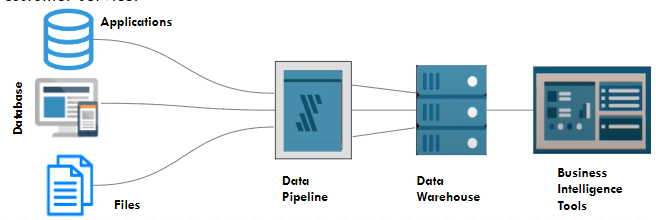 Applications
Database
Files
Data
Pipeline
Data
Warehouse
Business
Intelligence
Tools